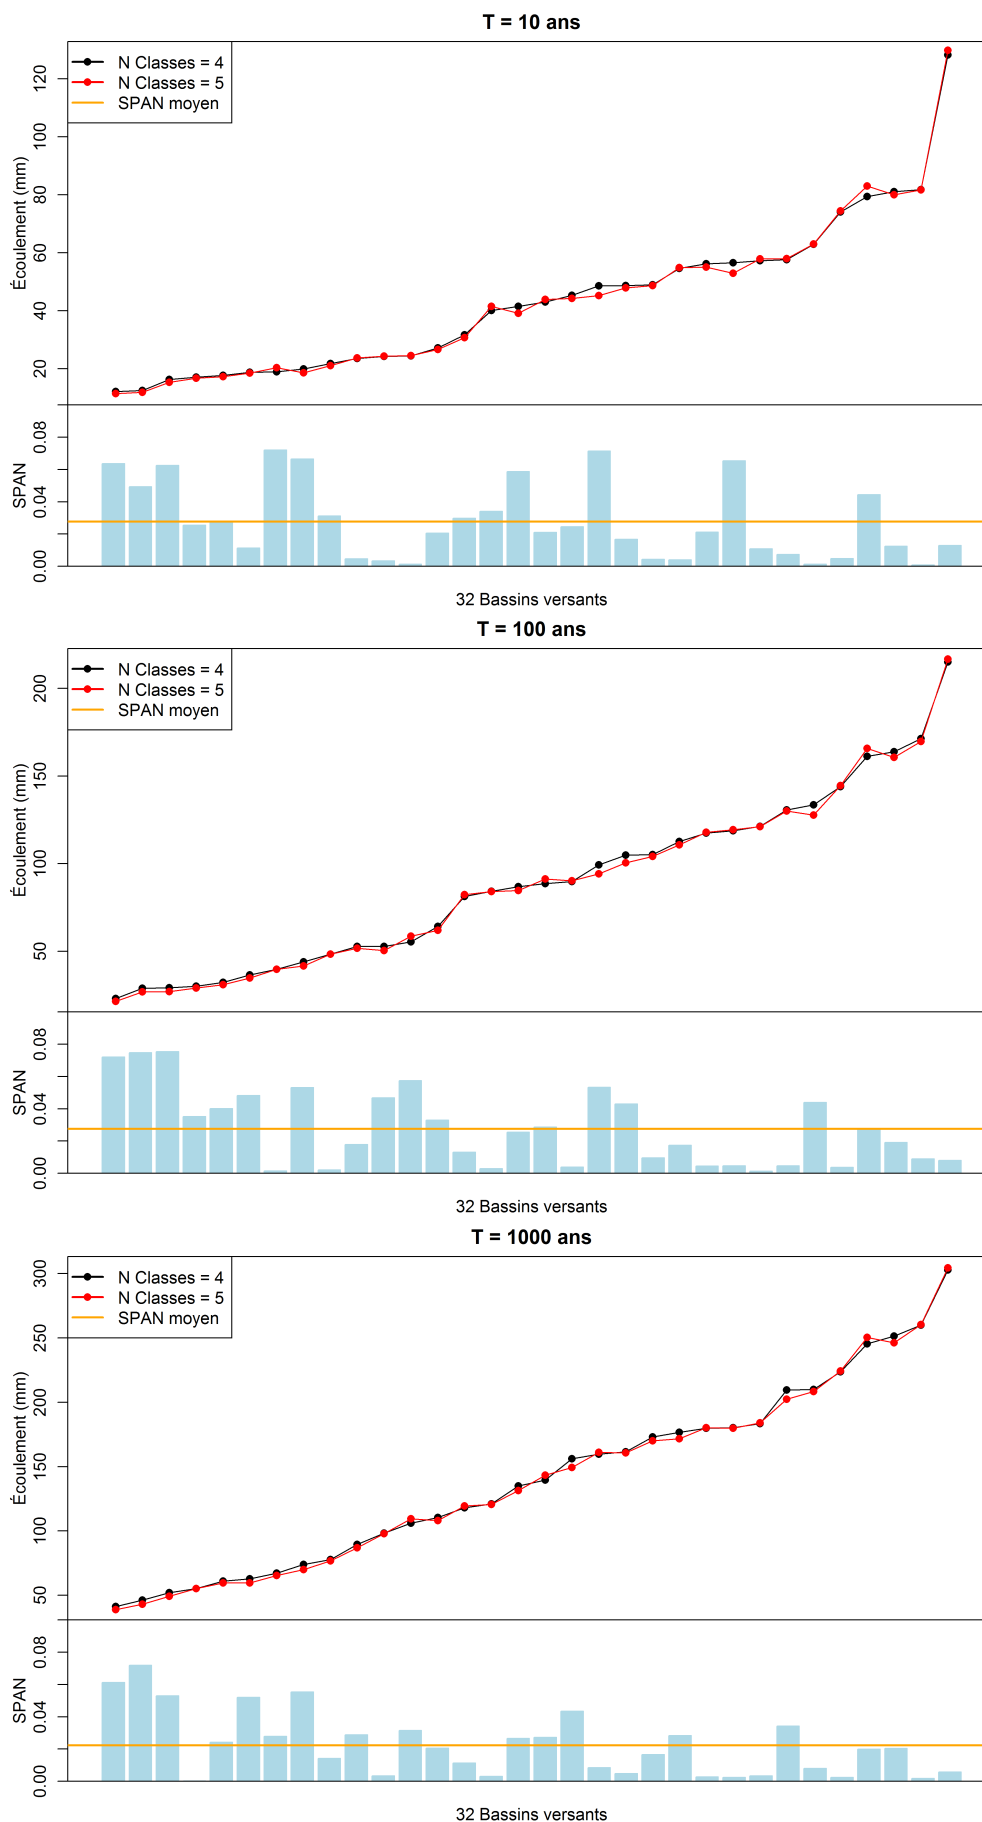 T = 10 ans
N Classes = 4
N Classes = 5
SPAN moyen
Écoulement (mm)
120
100
80
60
40
20
SPAN
0.08
0.04
0.00
32 Bassins versants
T = 100 ans
N Classes = 4
N Classes = 5
SPAN moyen
Écoulement (mm)
200
150
100
50
SPAN
0.08
0.04
0.00
32 Bassins versants
T = 1000 ans
N Classes = 4
N Classes = 5
SPAN moyen
Écoulement (mm)
300
250
200
150
100
50
SPAN
0.08
0.04
0.00
32 Bassins versants